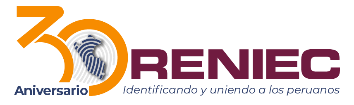 30 RENIEC
Aniversario Identificando y uniendo a los peruanos